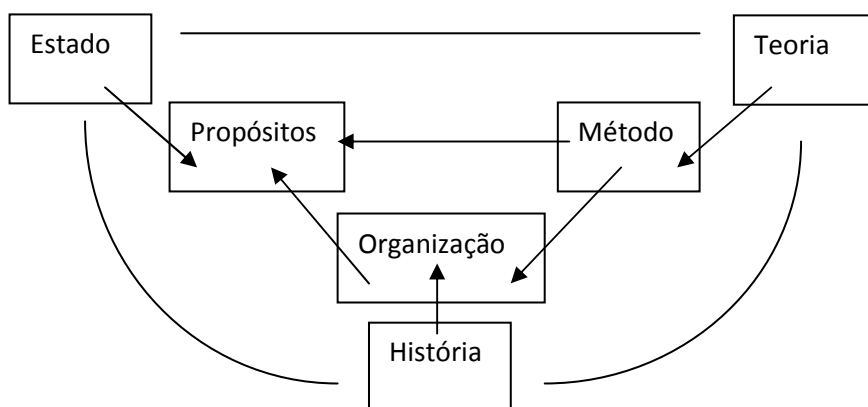 Estado
Teoria
Propósitos
Método
Organização
História